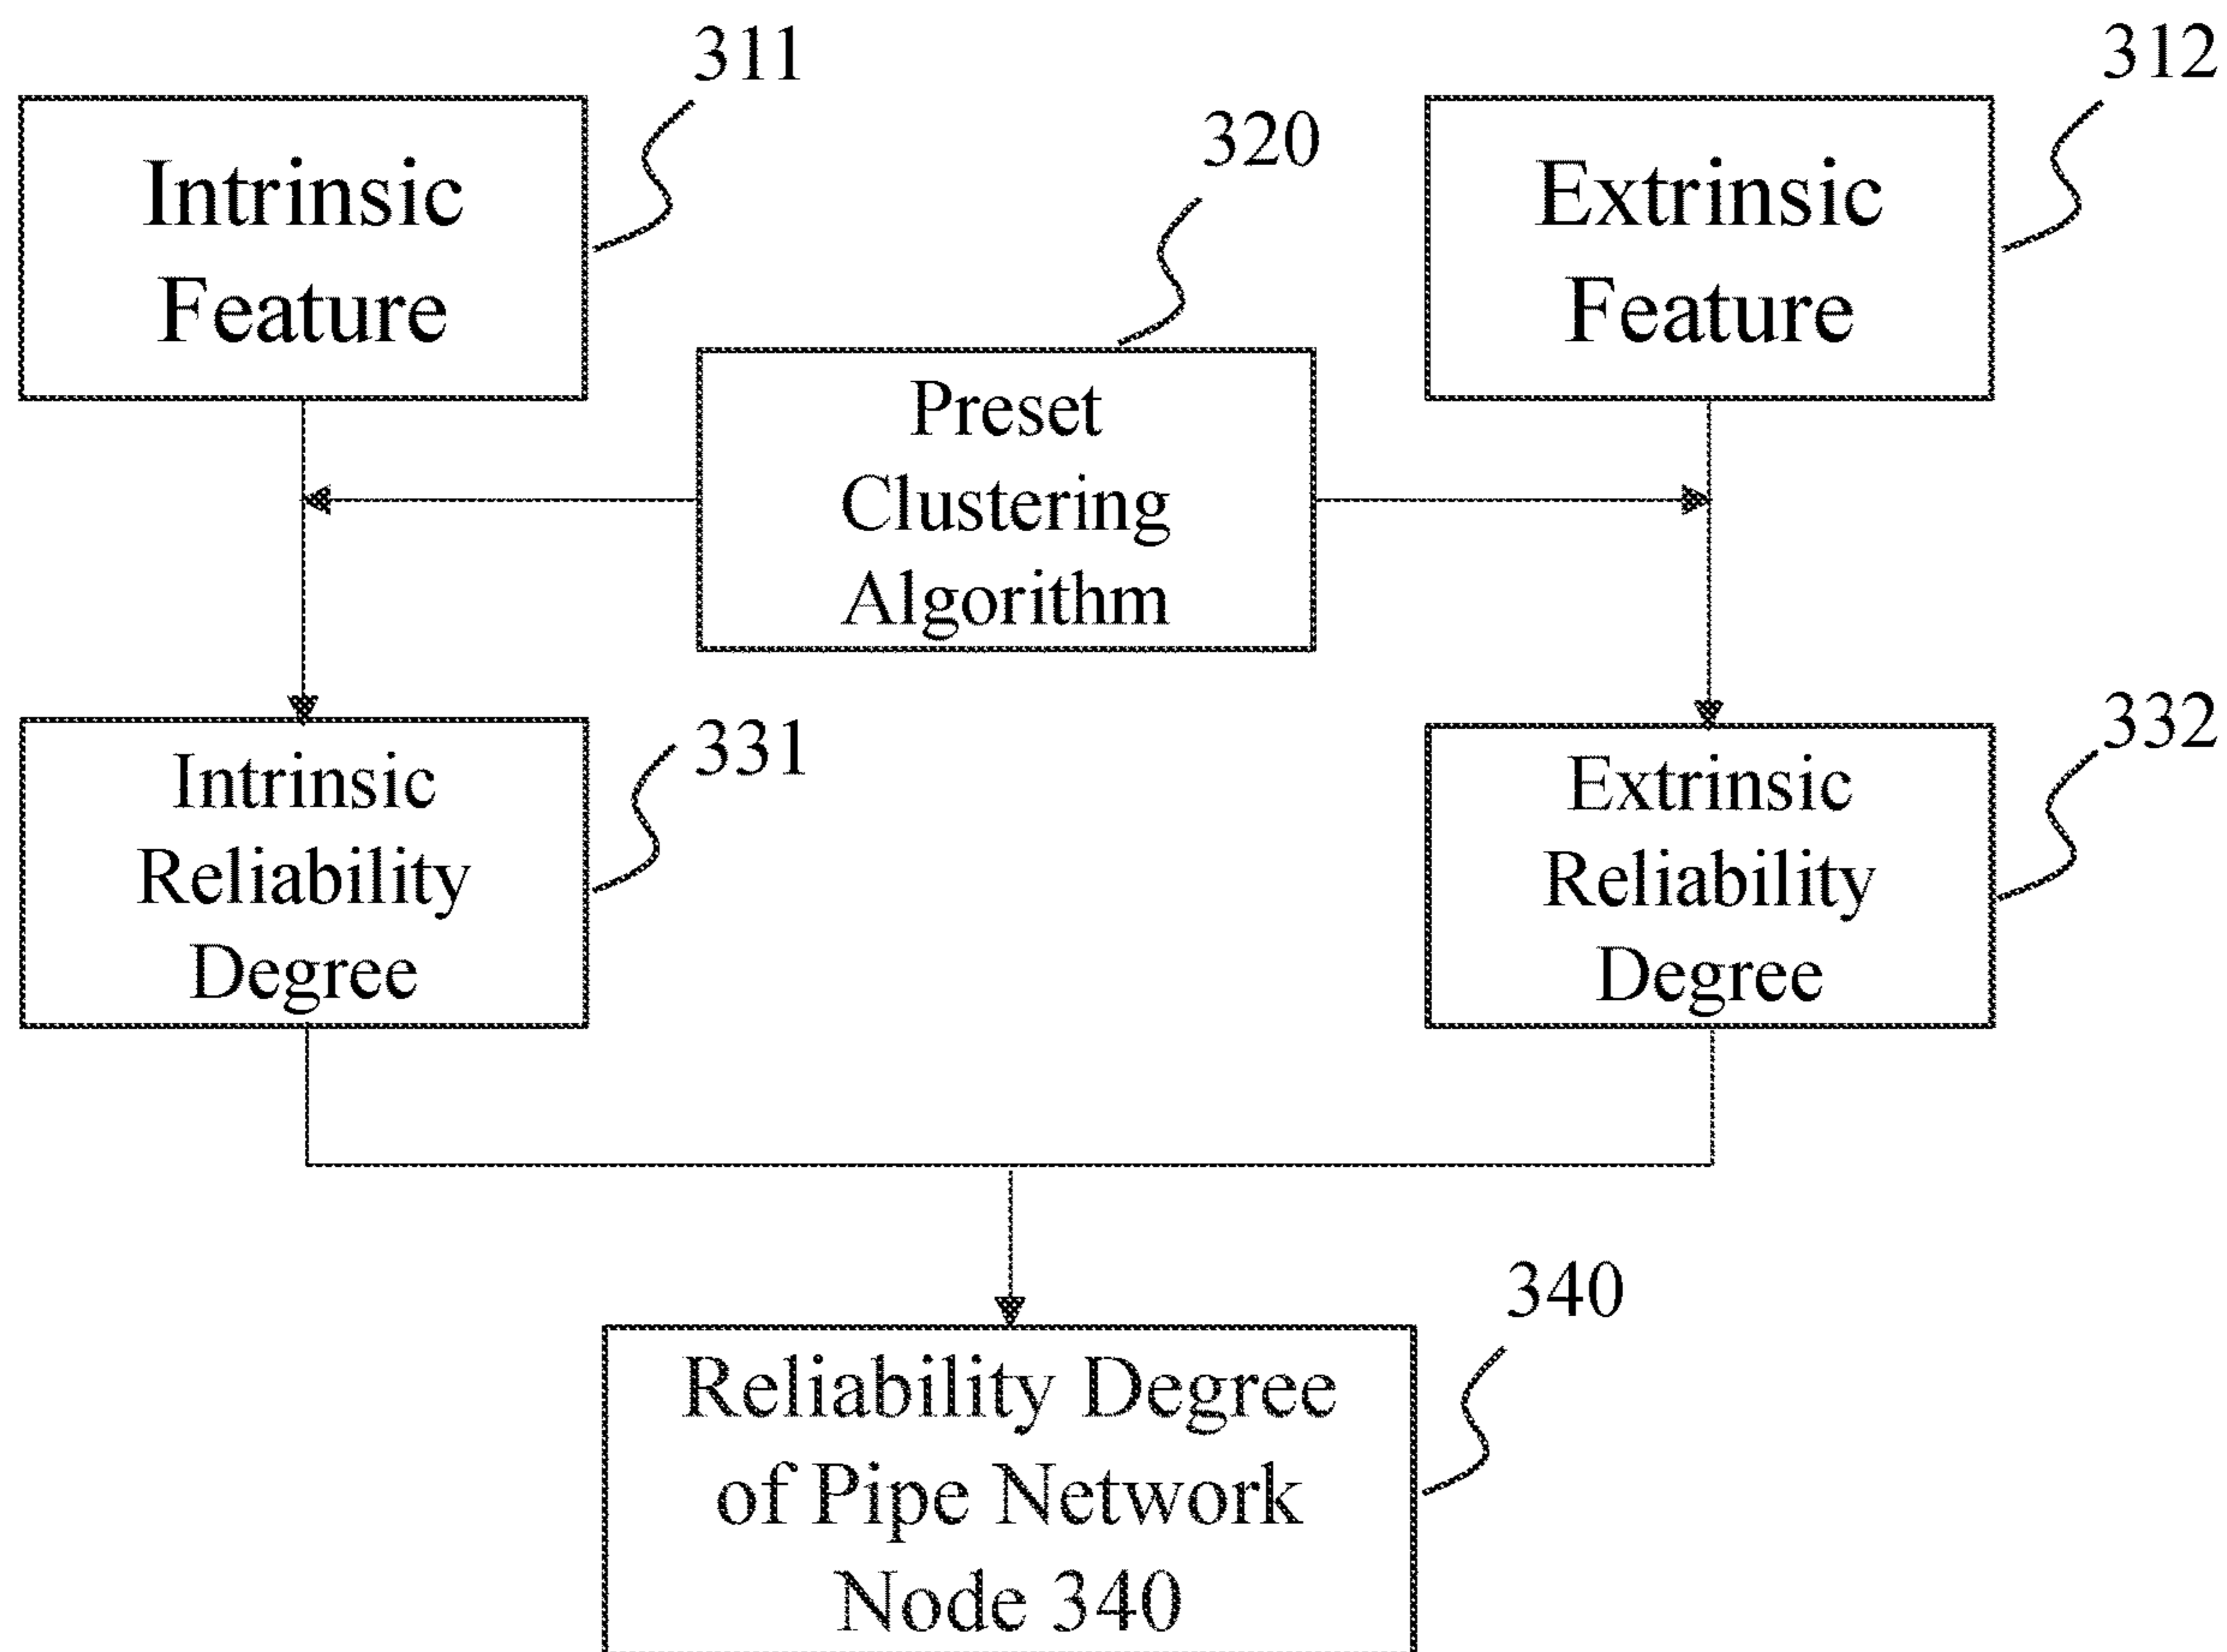 311
312
320
Intrinsic
Feature
Extrinsic
Feature
Preset
Clustering
Algorithm
331
332
Intrinsic
Reliability
Degree
Extrinsic
Reliability
Degree
340
Reliability Degree
of Pipe Network
Node 340